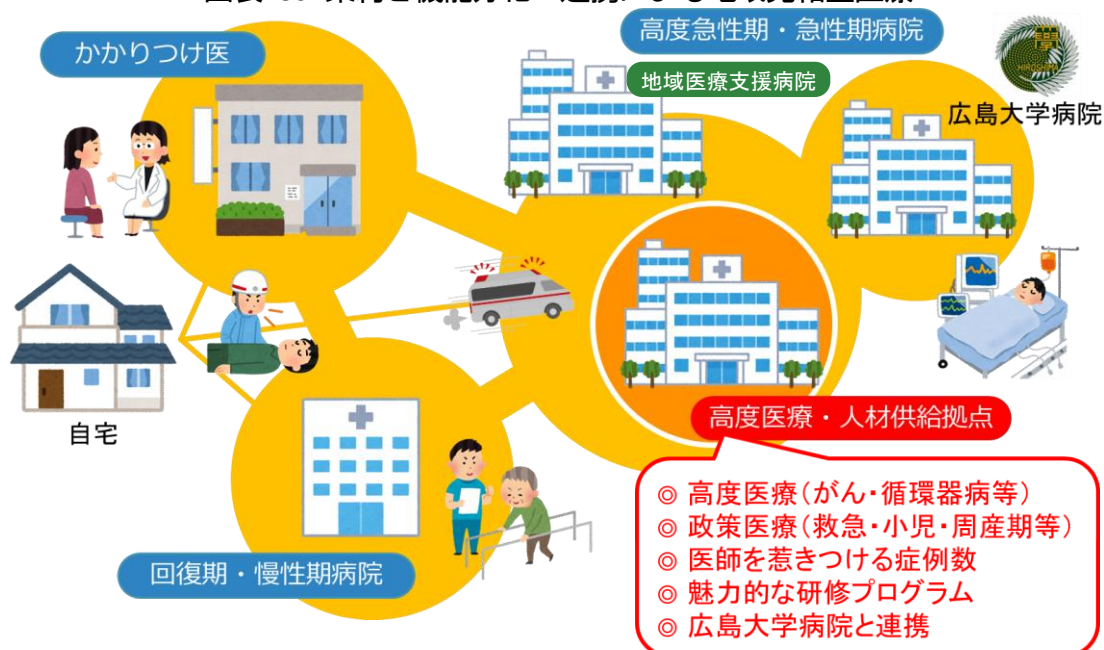 かかりつけ医
高度急性期・急性期病院
地域医療支援病院
HIROSHIMA
広島大学病院
自宅
高度医療・人材供給拠点
◎ 高度医療（がん・循環器病等）
◎ 政策医療（救急・小児・周産期等）
◎ 医師を惹きつける症例数
◎ 魅力的な研修プログラム
◎ 広島大学病院と連携
回復期・慢性期病院